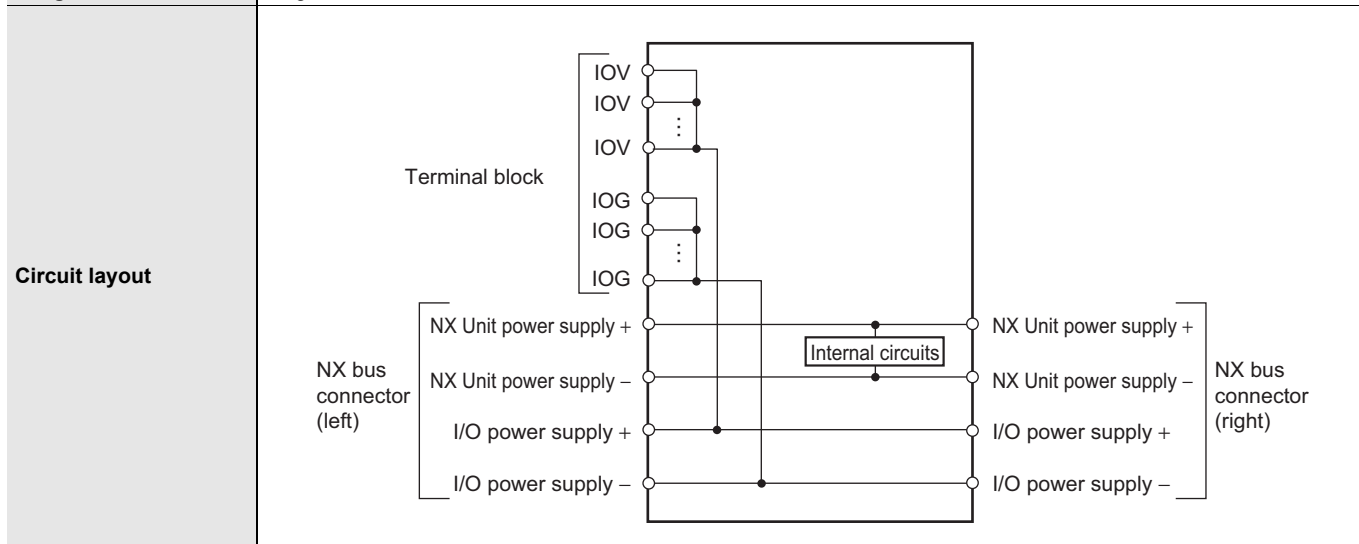 Circuit layout
Terminal block
IOV
IOV
⋮
IOV
IOG
IOG
⋮
IOG
NX bus
connector
(left)
NX Unit power supply +
NX Unit power supply −
I/O power supply +
I/O power supply −
Internal circuits
NX Unit power supply +
NX Unit power supply −
I/O power supply +
I/O power supply −
NX bus
connector
(right)